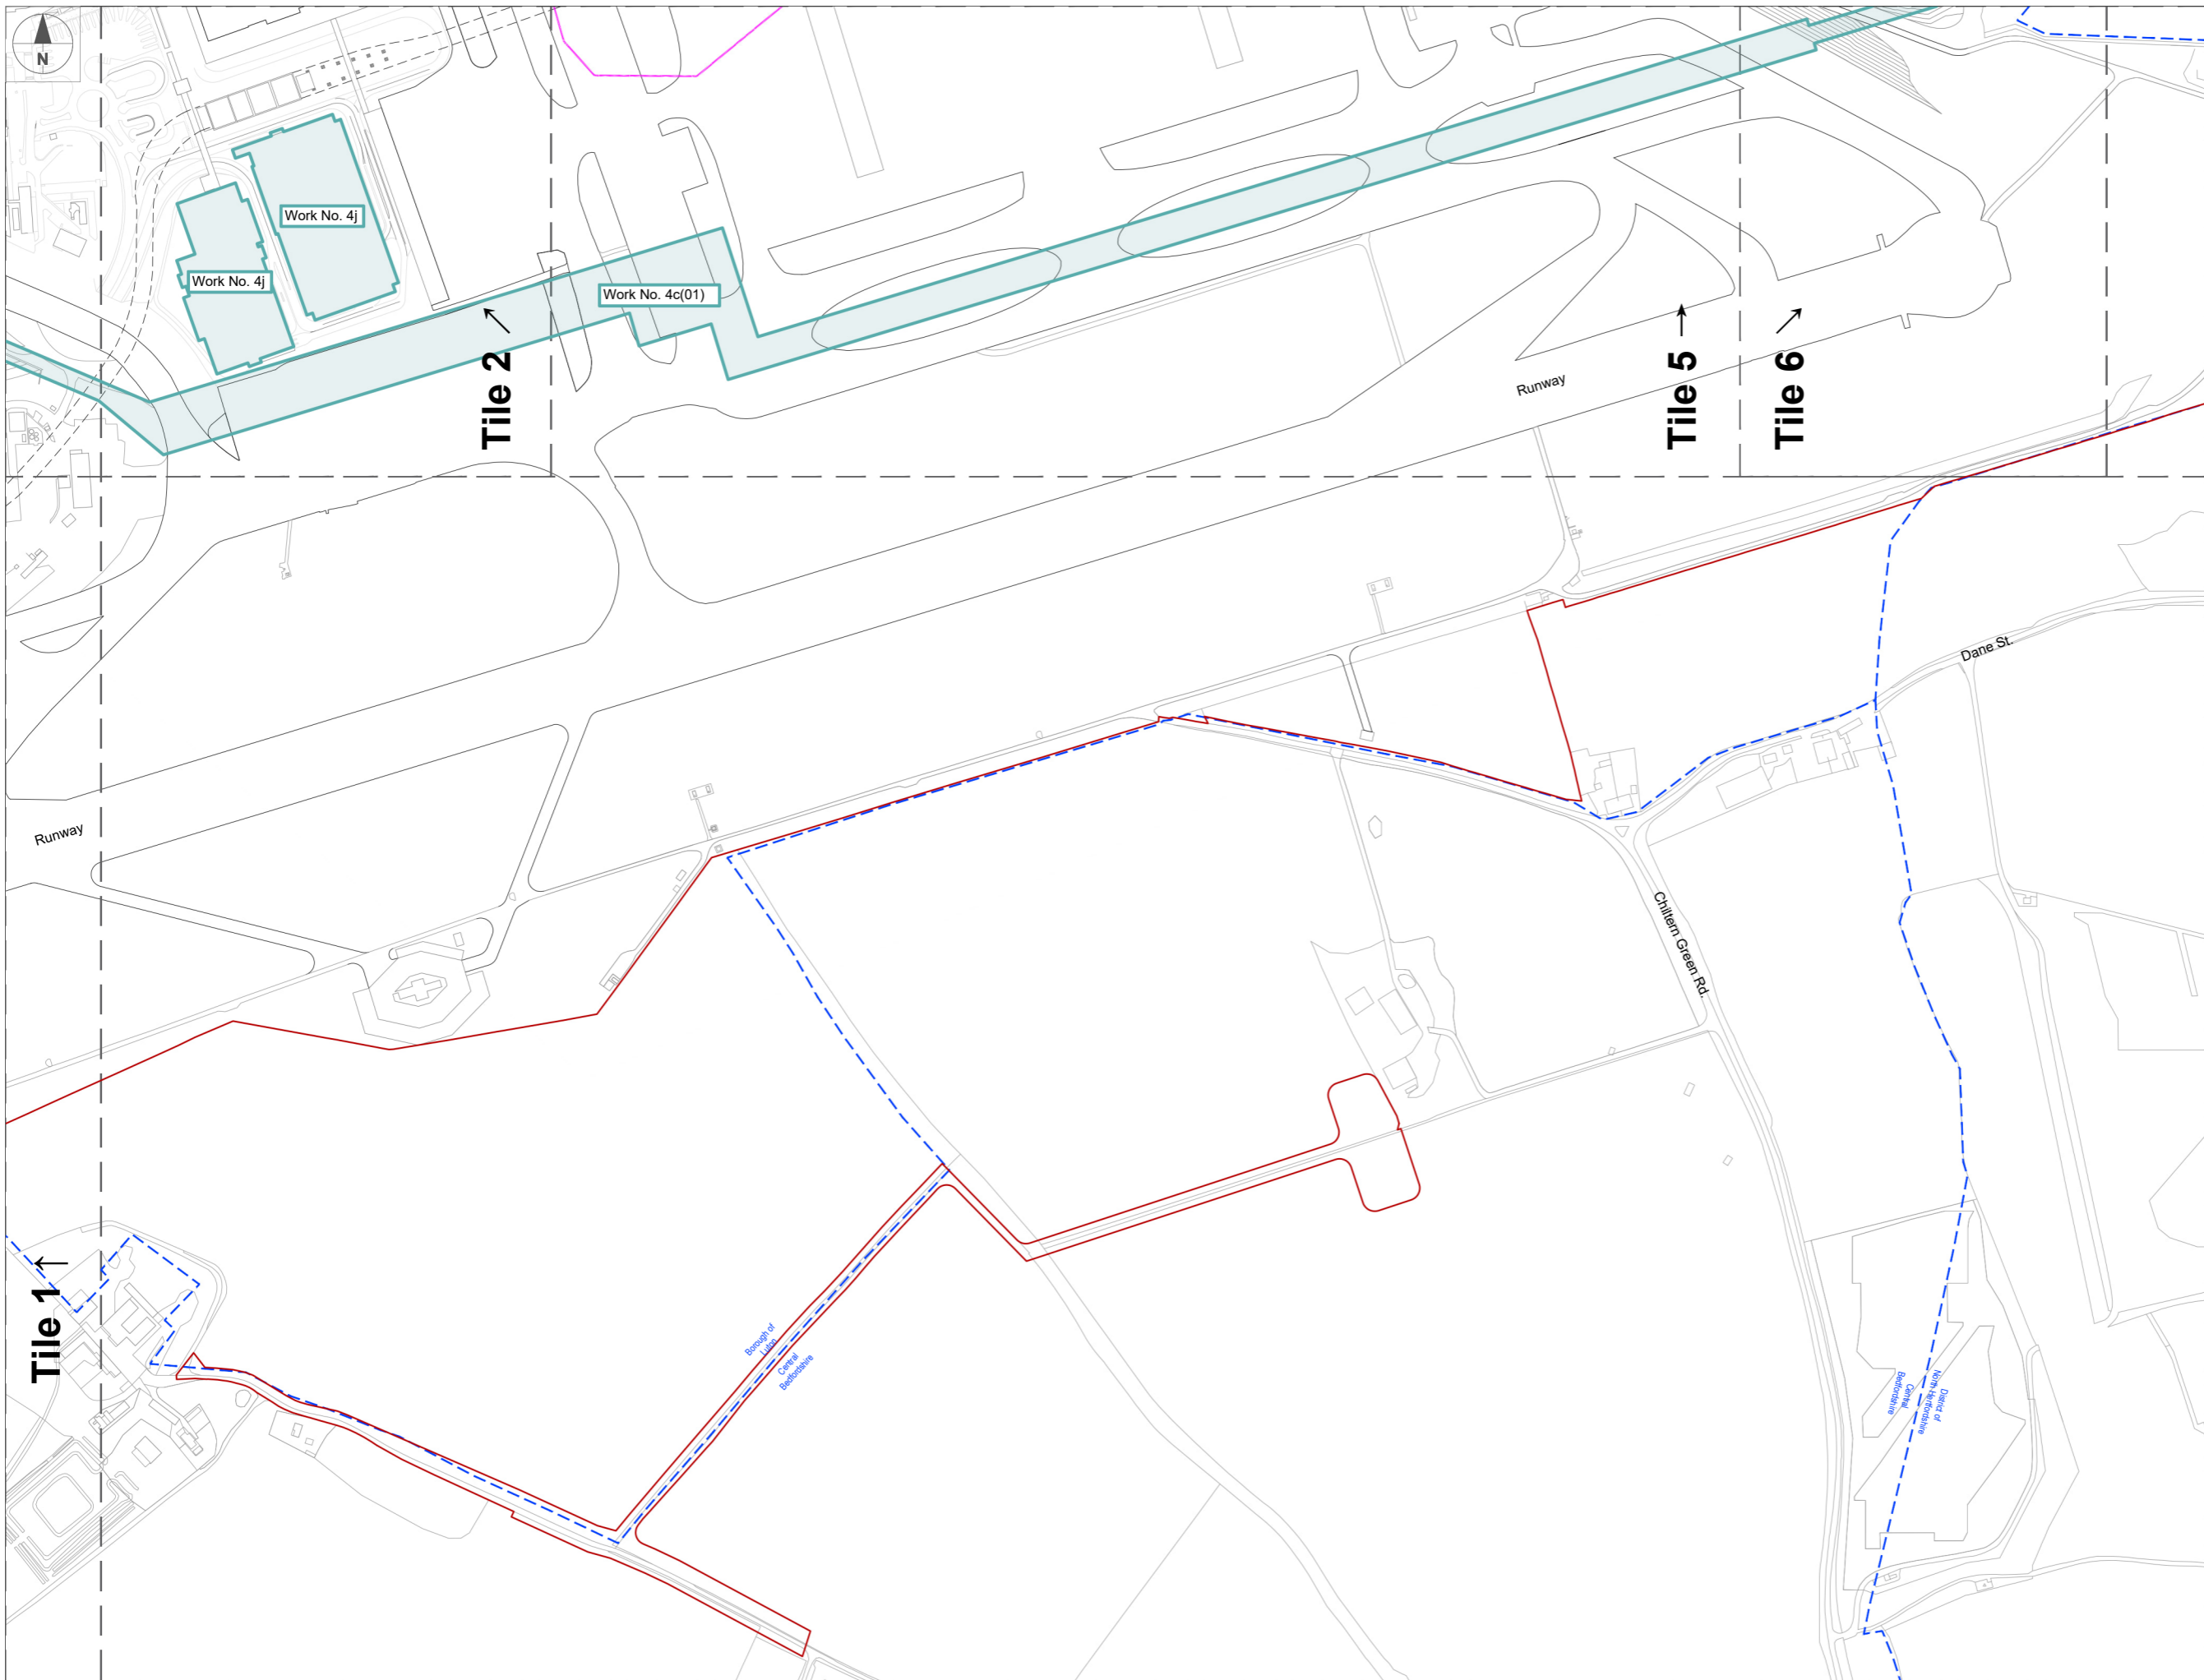 N
Work No. 4j
Work No. 4j
Work No. 4c(01)
Tile 2
Tile 5
Tile 6
Runway
Dane St.
Runway
Chiltern Green Rd.
Tile 1
Borough of
Luton
Central
Bedfordshire
District of
North Hertfordshire
Central
Bedfordshire